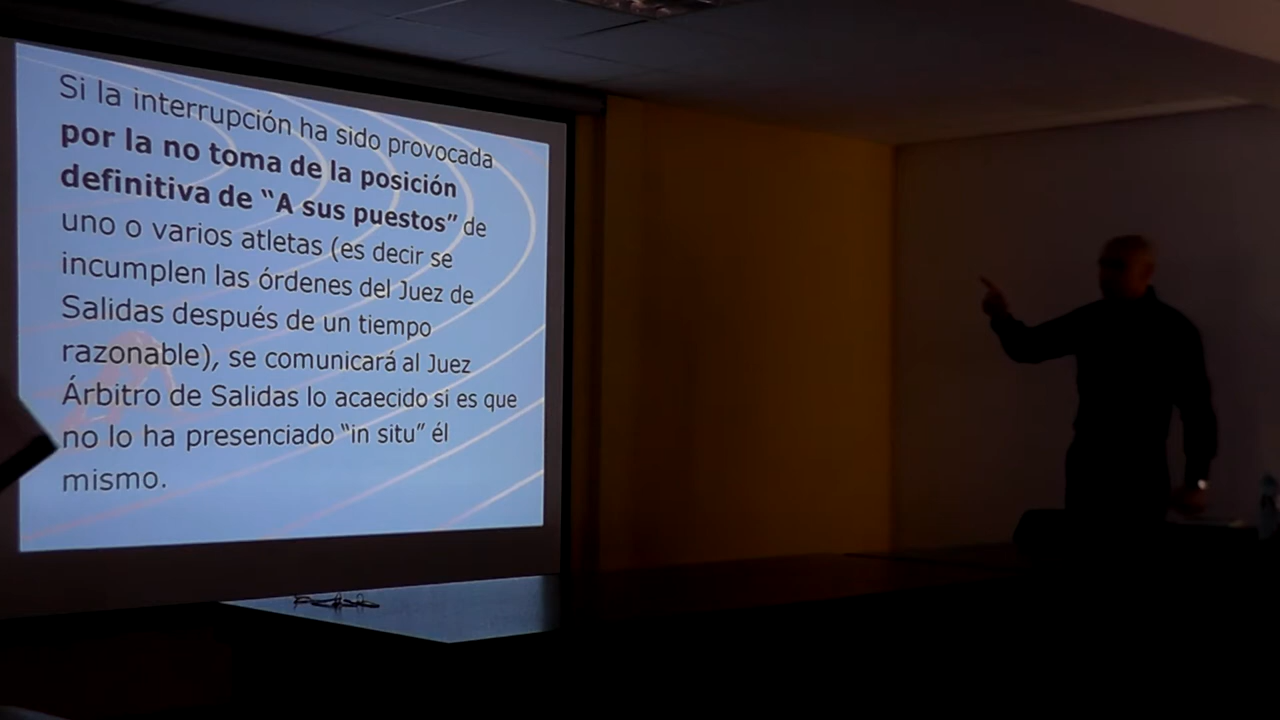 Si la interrupción ha sido provocada
por la no toma de la posición
definitiva de “A sus puestos” de
uno o varios atletas (es decir se
incumplen las órdenes del Juez de
Salidas después de un tiempo
razonable), se comunicará al Juez
Árbitro de Salidas lo acaecido si es que
no lo ha presenciado “in situ” él
mismo.